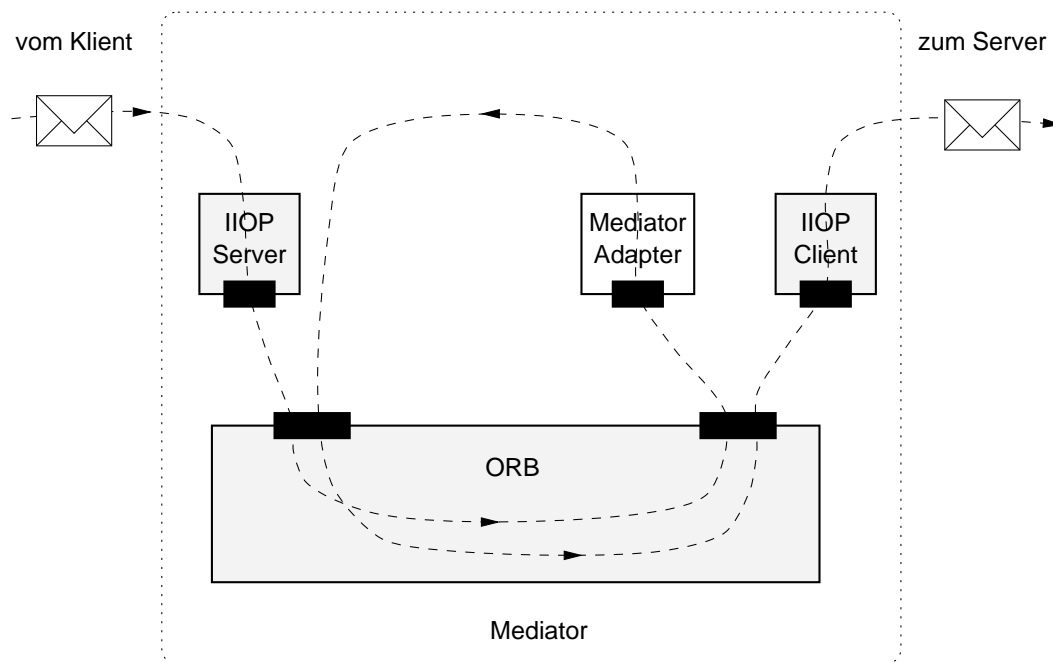 vom Klient
zum Server
IIOP
Server
Mediator
Adapter
IIOP
Client
ORB
Mediator